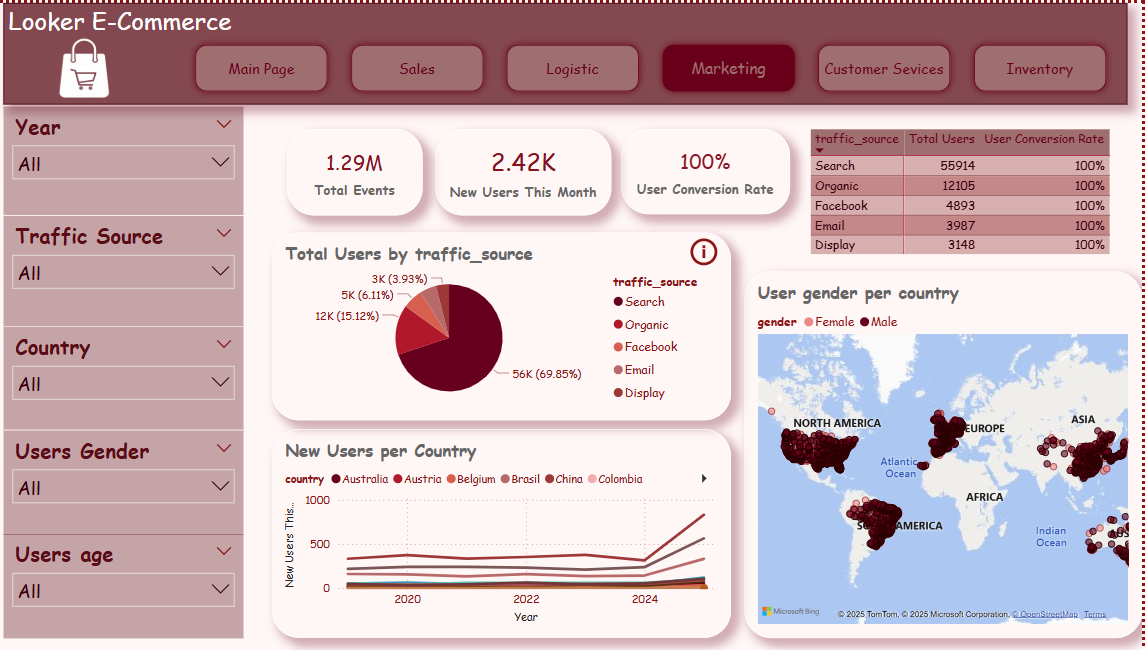 Looker E-Commerce
Main Page
Sales
Logistic
Marketing
Customer Sevices
Inventory
Year
All
Traffic Source
All
Country
All
Users Gender
All
Users age
All
1.29M
Total Events
2.42K
New Users This Month
100%
User Conversion Rate
traffic_source Total Users User Conversion Rate
Search 55914 100%
Organic 12105 100%
Facebook 4893 100%
Email 3987 100%
Display 3148 100%
Total Users by traffic_source
3K (3.93%)
5K (6.11%)
12K (15.12%)
56K (69.85%)
traffic_source
Search
Organic
Facebook
Email
Display
New Users per Country
country Australia Austria Belgium Brasil China Colombia
New Users This...
1000
500
0
2020 2022 2024
Year
User gender per country
gender Female Male
NORTH AMERICA
EUROPE
ASIA
Atlantic
Ocean
AFRICA
AMERICA
Indian
Ocean
Microsoft Bing
© 2025 TomTom, © 2025 Microsoft Corporation, © OpenStreetMap Terms